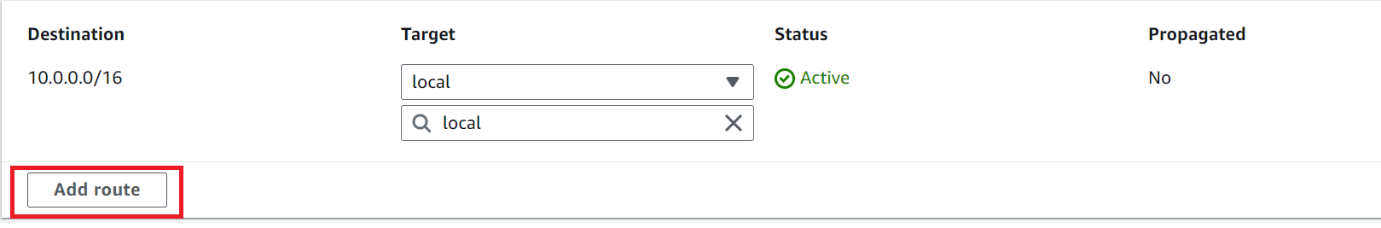 Destination Target Status Propagated
10.0.0.0/16 local Active No
local
Add route